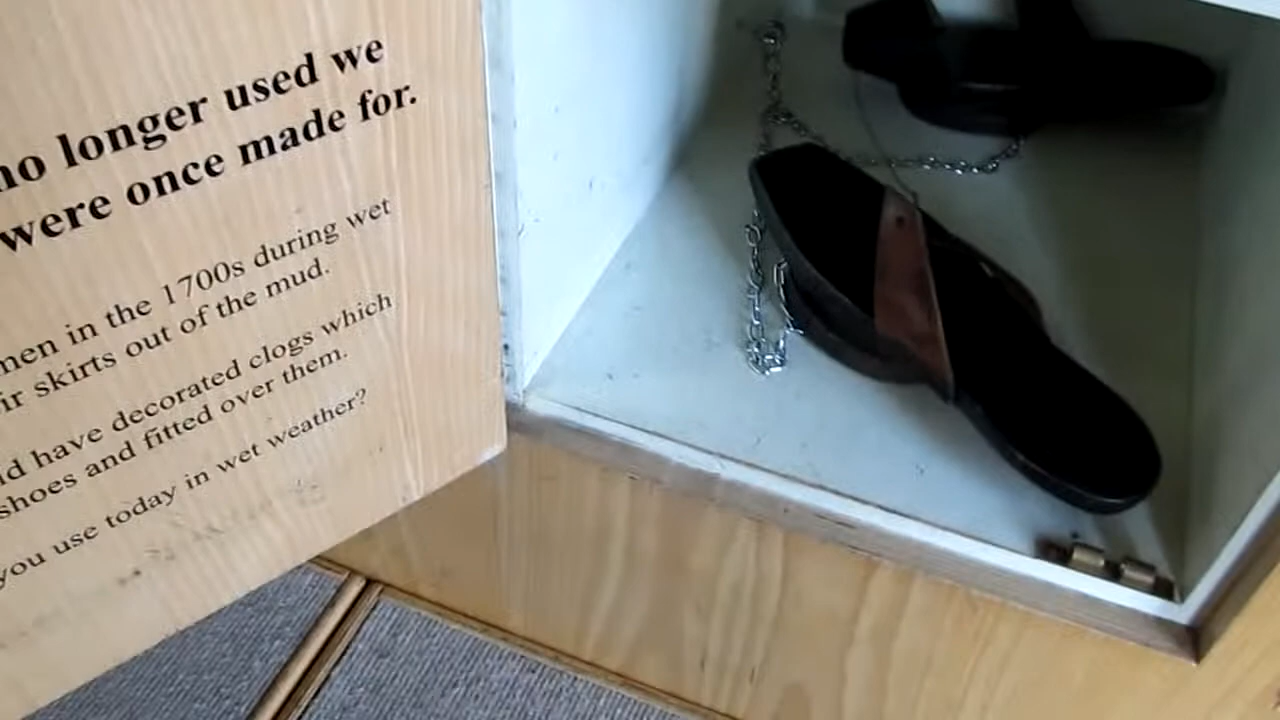 no longer used we
were once made for.
men in the 1700s during wet
ir skirts out of the mud.
ld have decorated clogs which
shoes and fitted over them.
you use today in wet weather?